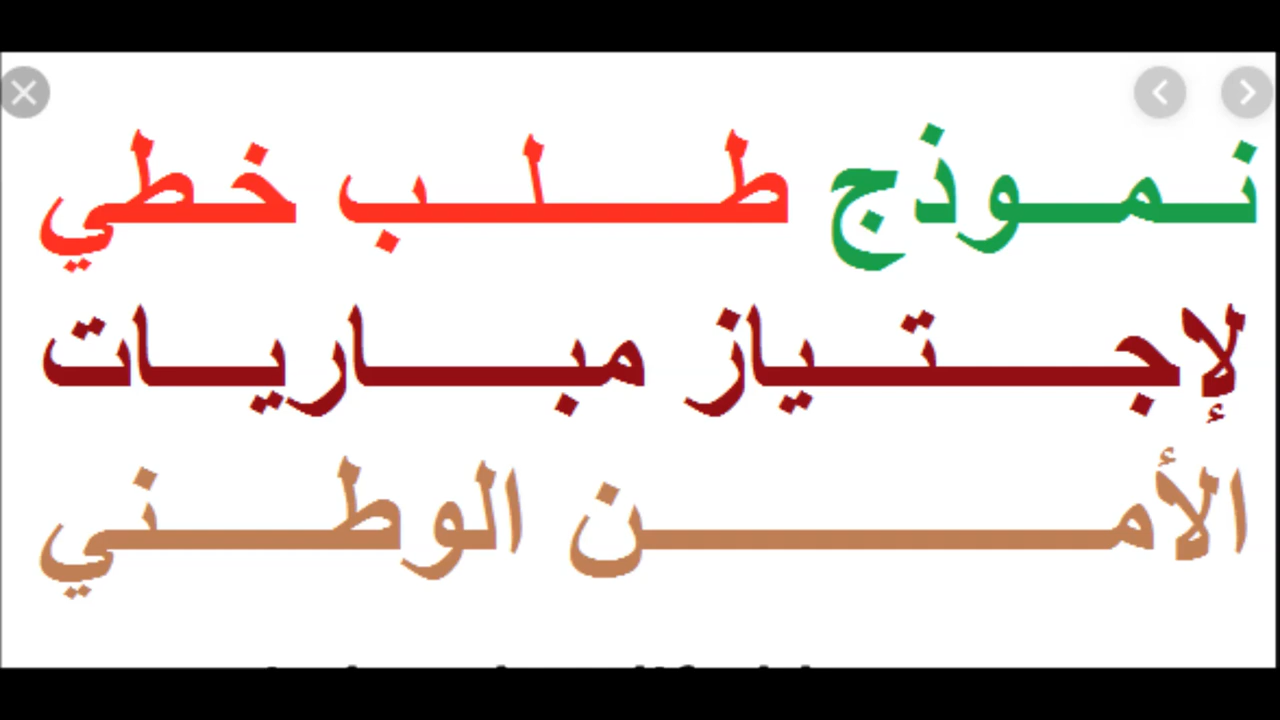 نموذج طلب خطي
لإجتياز مباريات
الأمن الوطني